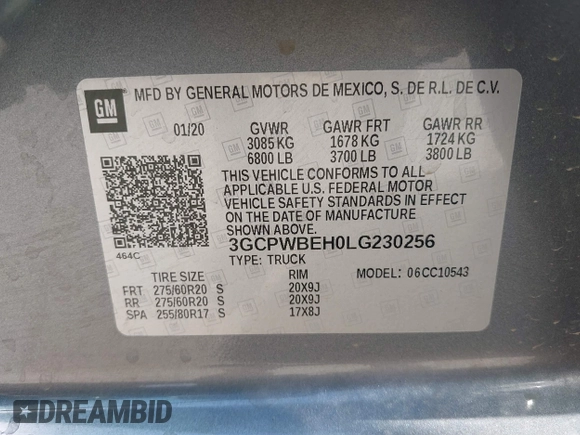 GM
MFD BY GENERAL MOTORS DE MEXICO, S. DE R.L. DE C.V.
01/20 GVWR GAWR FRT GAWR RR
3085 KG 1678 KG 1724 KG
6800 LB 3700 LB 3800 LB
THIS VEHICLE CONFORMS TO ALL
APPLICABLE U.S. FEDERAL MOTOR
VEHICLE SAFETY STANDARDS IN EFFECT
ON THE DATE OF MANUFACTURE
SHOWN ABOVE.
464C
3GCPWBEH0LG230256
TYPE: TRUCK
TIRE SIZE RIM MODEL: 06CC10543
FRT 275/60R20 S 20X9J
RR 275/60R20 S 20X9J
SPA 255/80R17 S 17X8J
DREAMBID